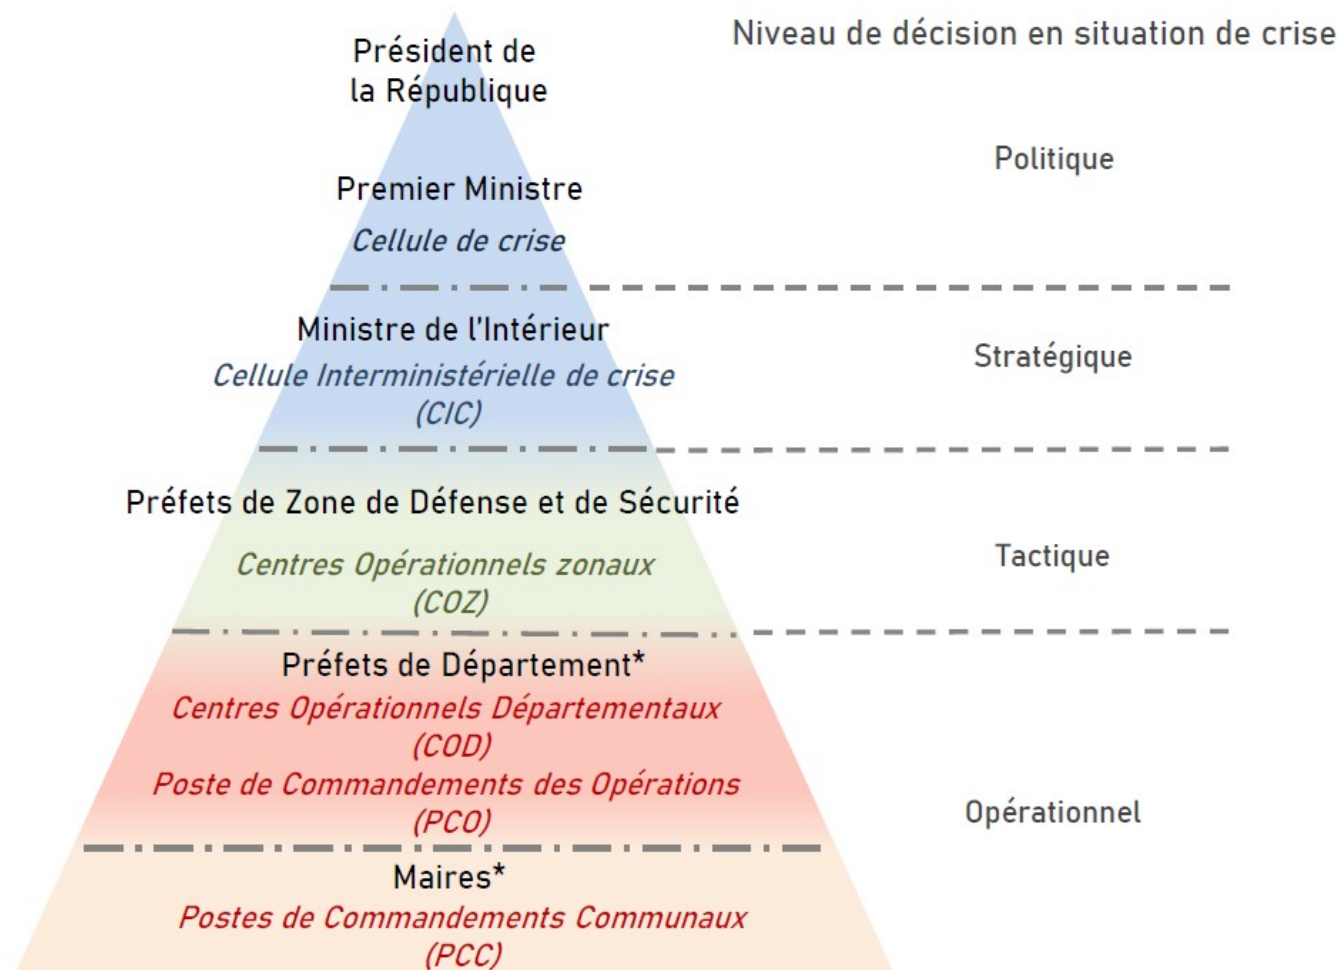 Niveau de décision en situation de crise
Président de
la République
Politique
Premier Ministre
Cellule de crise
Ministre de l'Intérieur
Stratégique
Cellule Interministérielle de crise
(CIC)
Préfets de Zone de Défense et de Sécurité
Tactique
Centres Opérationnels zonaux
(COZ)
Préfets de Département*
Centres Opérationnels Départementaux
(COD)
Poste de Commandements des Opérations
(PCO)
Opérationnel
Maires*
Postes de Commandements Communaux
(PCC)